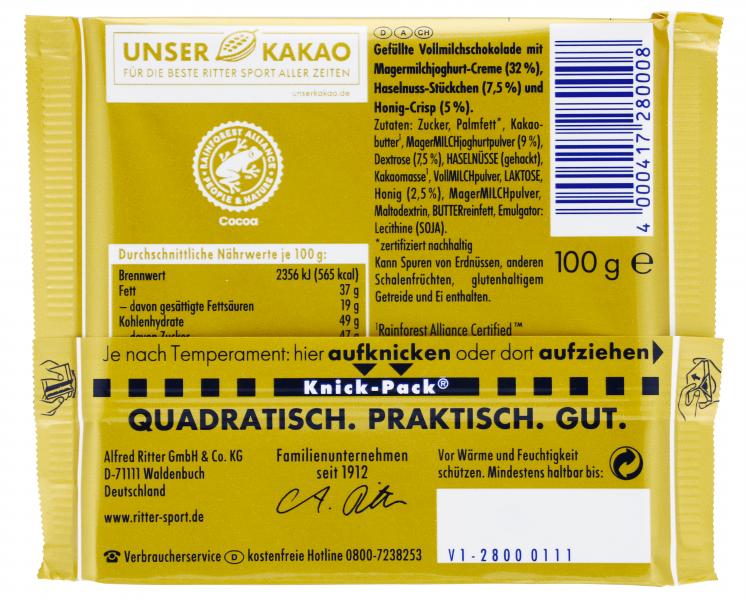 UNSER KAKAO
FÜR DIE BESTE RITTER SPORT ALLER ZEITEN
unserkakao.de
RAINFOREST ALLIANCE
PEOPLE & NATURE
Cocoa
Durchschnittliche Nährwerte je 100 g:
Brennwert 2356 kJ (565 kcal)
Fett 37 g
– davon gesättigte Fettsäuren 19 g
Kohlenhydrate 49 g
– davon Zucker 47 g
D A CH
Gefüllte Vollmilchschokolade mit
Magermilchjoghurt-Creme (32 %),
Haselnuss-Stückchen (7,5 %) und
Honig-Crisp (5 %).
Zutaten: Zucker, Palmfett*, Kakao-
butter¹, MagerMILCHjoghurtpulver (9 %),
Dextrose (7,5 %), HASELNÜSSE (gehackt),
Kakaomasse¹, VollMILCHpulver, LAKTOSE,
Honig (2,5 %), MagerMILCHpulver,
Maltodextrin, BUTTERreinfett, Emulgator:
Lecithine (SOJA).
*zertifiziert nachhaltig
Kann Spuren von Erdnüssen, anderen
Schalenfrüchten, glutenhaltigem
Getreide und Ei enthalten.
¹Rainforest Alliance Certified™
4 000417 280008
100 g ℮
Je nach Temperament: hier aufknicken oder dort aufziehen
Knick-Pack®
QUADRATISCH. PRAKTISCH. GUT.
Alfred Ritter GmbH & Co. KG
D-71111 Waldenbuch
Deutschland
www.ritter-sport.de
Familienunternehmen
seit 1912
A. Ritter
Vor Wärme und Feuchtigkeit
schützen. Mindestens haltbar bis:
Verbraucherservice D kostenfreie Hotline 0800-7238253
V1-2800 0111